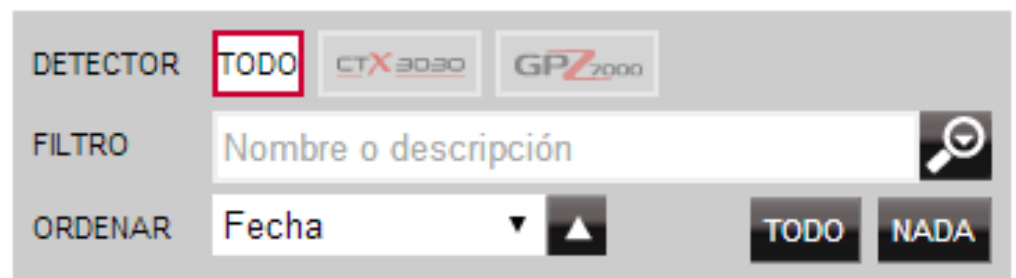 DETECTOR TODO CTX 3030 GPZ 7000
FILTRO Nombre o descripción
ORDENAR Fecha TODO NADA